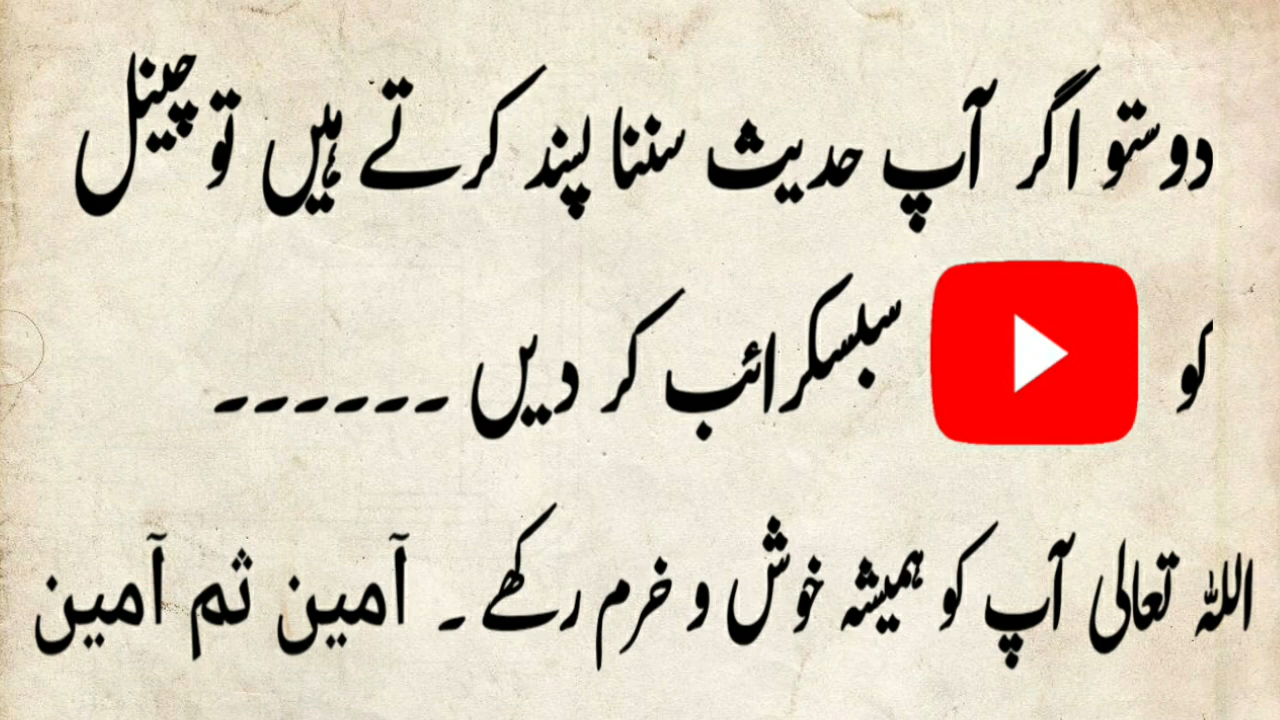 دوستو اگر آپ حدیث سننا پسند کرتے ہیں تو چینل
کو سبسکرائب کر دیں ۔۔۔۔۔۔
اللہ تعالی آپ کو ہمیشہ خوش و خرم رکھے ۔ آمین ثم آمین